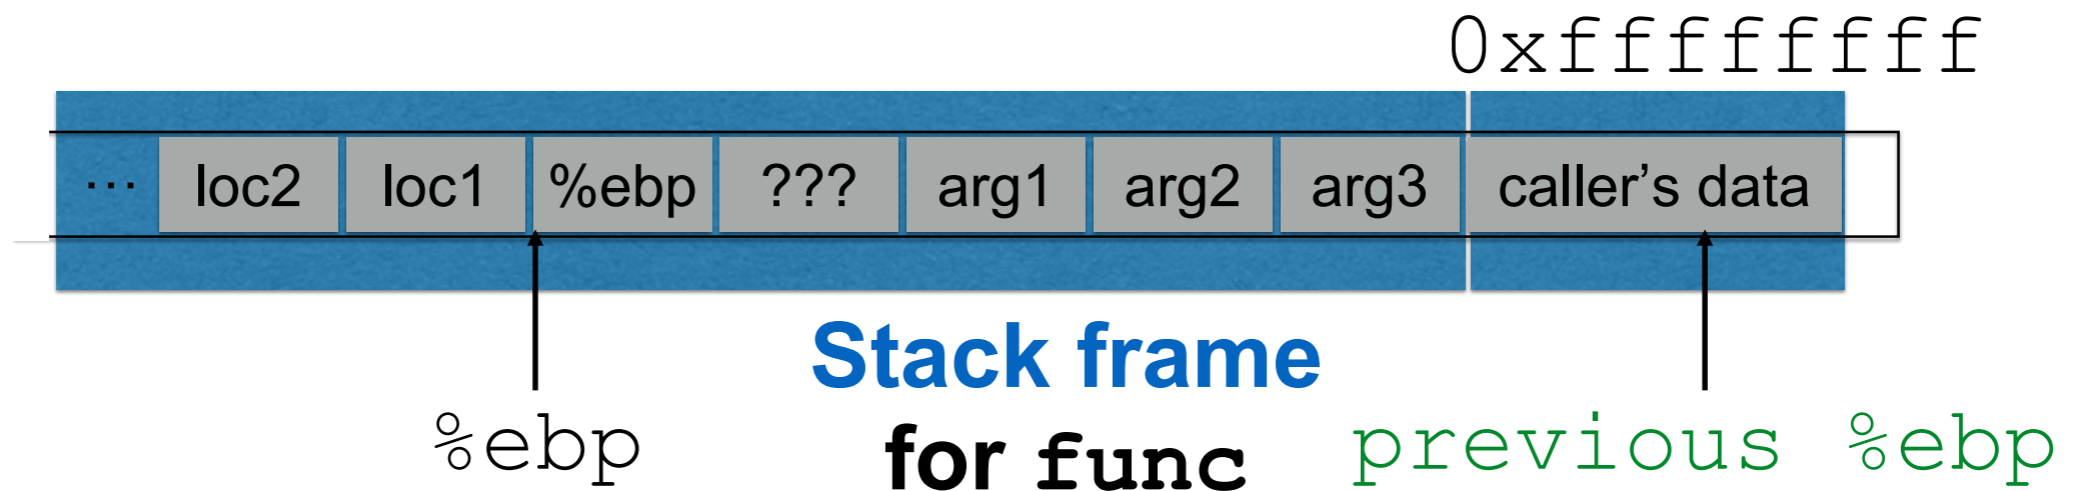 0xffffffff
... loc2 loc1 %ebp ??? arg1 arg2 arg3 caller’s data
Stack frame
%ebp for func previous %ebp